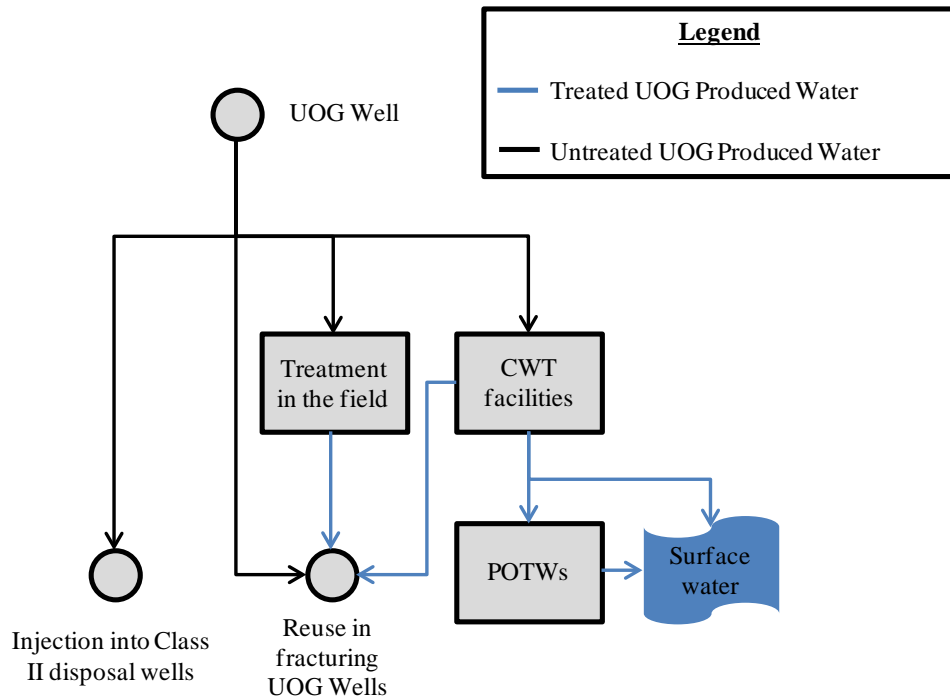 Legend
Treated UOG Produced Water
Untreated UOG Produced Water
UOG Well
Treatment
in the field
CWT
facilities
POTWs
Surface
water
Injection into Class
II disposal wells
Reuse in
fracturing
UOG Wells